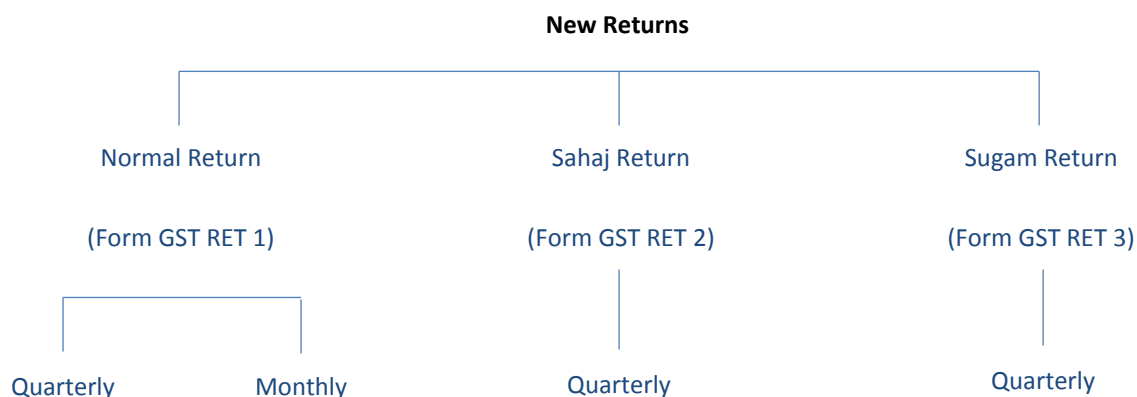 New Returns
Normal Return
Sahaj Return
Sugam Return
(Form GST RET 1)
(Form GST RET 2)
(Form GST RET 3)
Quarterly
Monthly
Quarterly
Quarterly